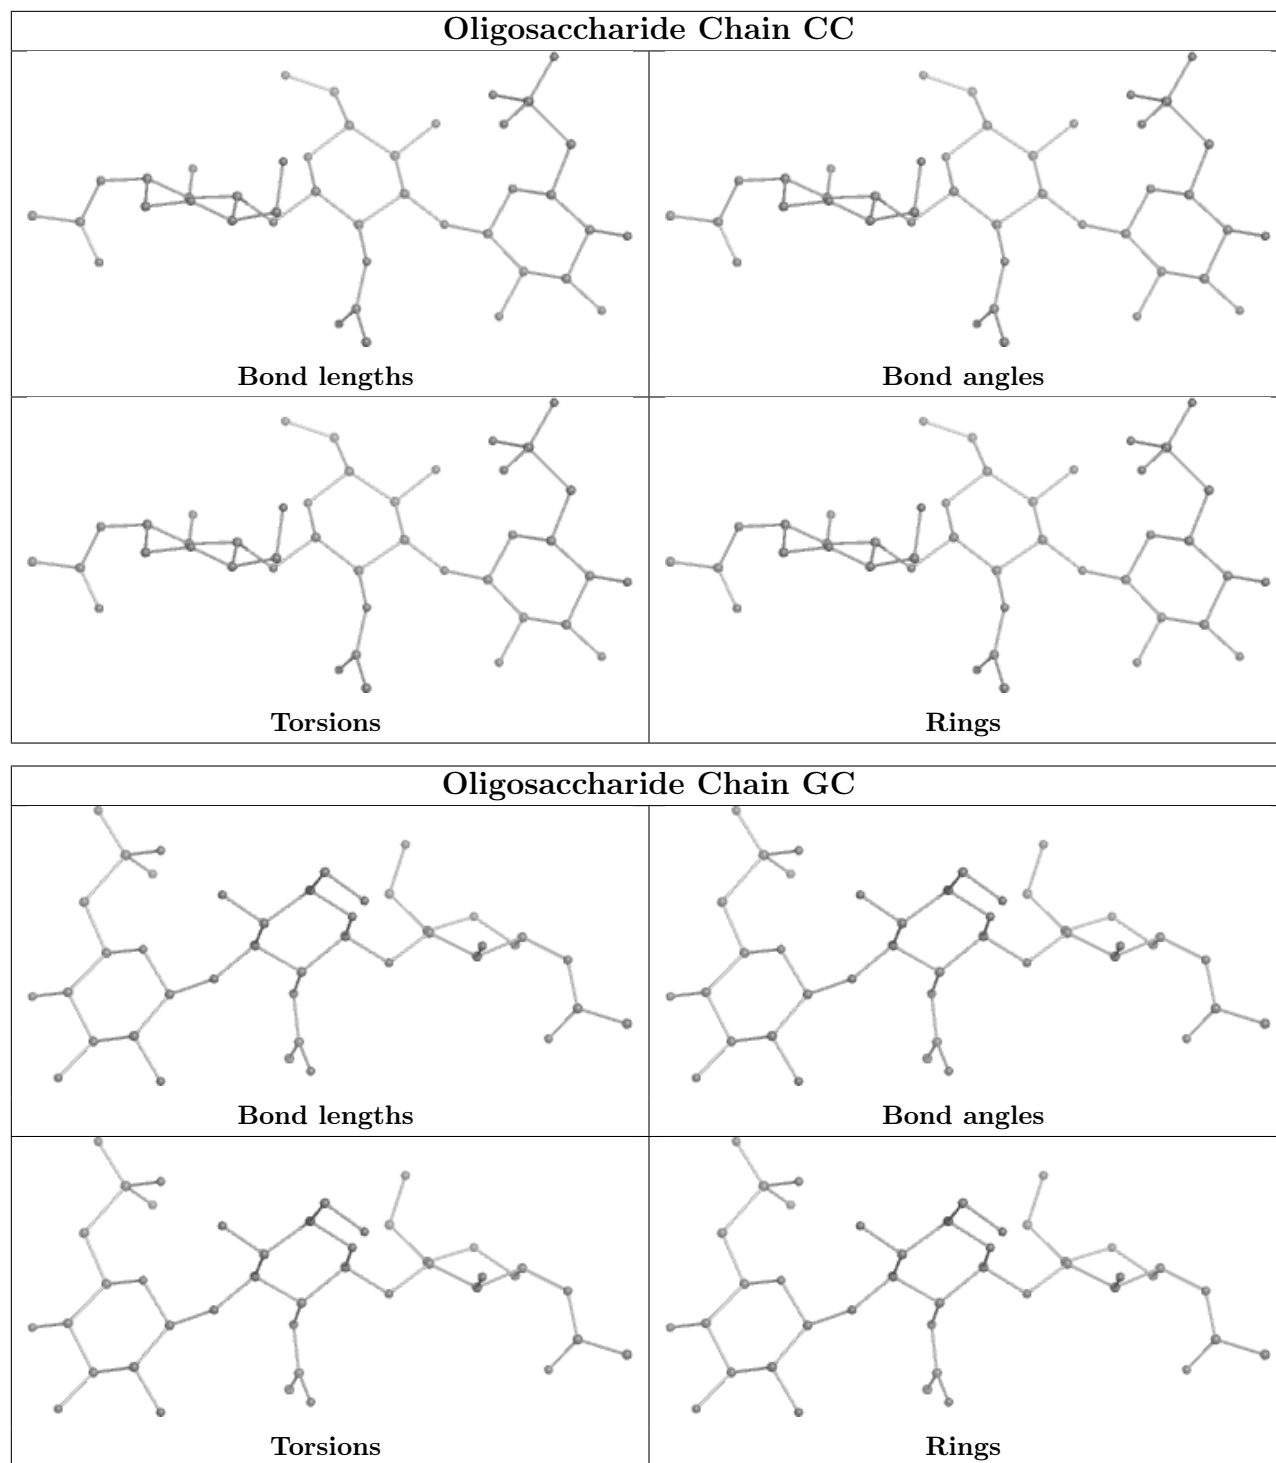 Oligosaccharide Chain CC
Bond lengths
Bond angles
Torsions
Rings
Oligosaccharide Chain GC
Bond lengths
Bond angles
Torsions
Rings